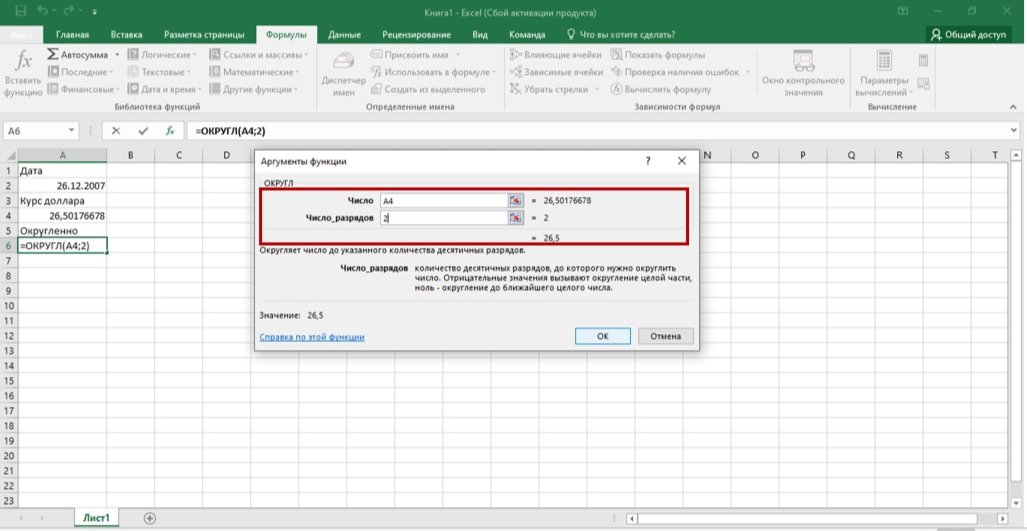 Книга1 - Excel (Сбой активации продукта)
Файл Главная Вставка Разметка страницы Формулы Данные Рецензирование Вид Команда Что вы хотите сделать? Общий доступ
fx Вставить функцию
Σ Автосумма
Последние
Финансовые
Логические
Текстовые
Дата и время
Ссылки и массивы
Математические
Другие функции
Библиотека функций
Диспетчер имен
Присвоить имя
Использовать в формуле
Создать из выделенного
Определенные имена
Влияющие ячейки
Зависимые ячейки
Убрать стрелки
Показать формулы
Проверка наличия ошибок
Вычислить формулу
Зависимости формул
Окно контрольного значения
Параметры вычислений
Вычисление
A6 fx =ОКРУГЛ(A4;2)
A B C D N O P Q R S T
1 Дата
2 26.12.2007
3 Курс доллара
4 26,50176678
5 Округленно
6 =ОКРУГЛ(A4;2)
7
8
9
10
11
12
13
14
15
16
17
18
19
20
21
22
23
Аргументы функции ?
ОКРУГЛ
Число A4 = 26,50176678
Число_разрядов 2 = 2
= 26,5
Округляет число до указанного количества десятичных разрядов.
Число_разрядов количество десятичных разрядов, до которого нужно округлить
число. Отрицательные значения вызывают округление целой части,
ноль - округление до ближайшего целого числа.
Значение: 26,5
Справка по этой функции
ОК Отмена
Лист1